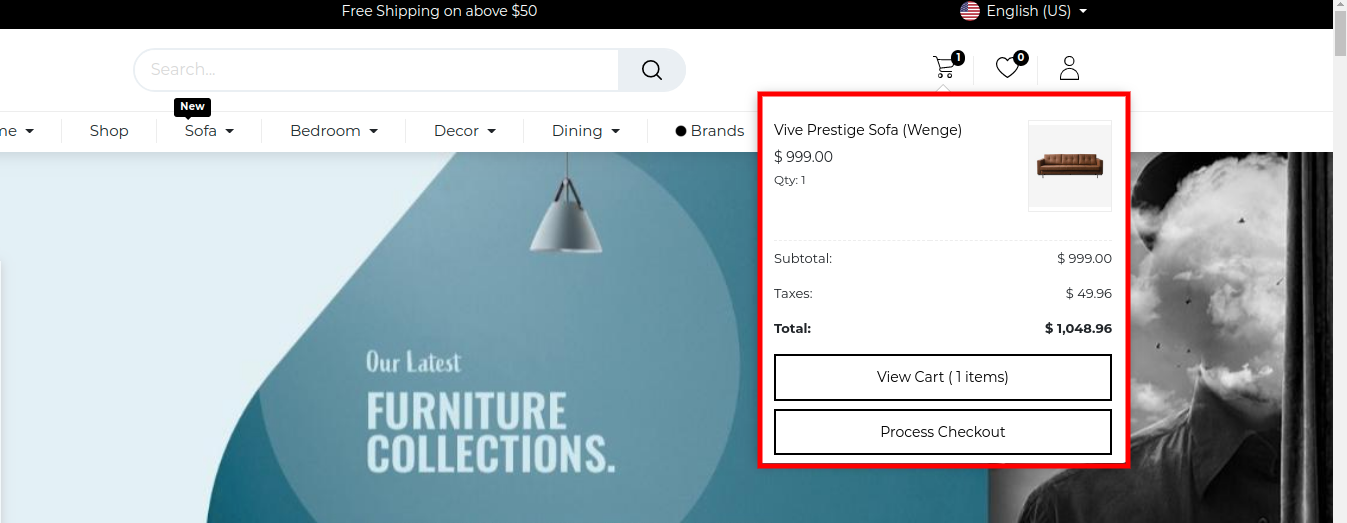 Free Shipping on above $50
English (US)
Search...
1
0
New
me
Shop
Sofa
Bedroom
Decor
Dining
Brands
Vive Prestige Sofa (Wenge)
$ 999.00
Qty: 1
Subtotal: $ 999.00
Taxes: $ 49.96
Total: $ 1,048.96
View Cart ( 1 items)
Process Checkout
Our Latest
FURNITURE
COLLECTIONS.